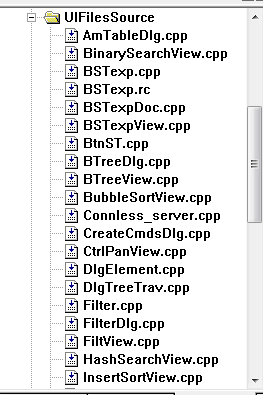 UIFilesSource
AmTableDlg.cpp
BinarySearchView.cpp
BSTexp.cpp
BSTexp.rc
BSTexpDoc.cpp
BSTexpView.cpp
BtnST.cpp
BTreeDlg.cpp
BTreeView.cpp
BubbleSortView.cpp
Connless_server.cpp
CreateCmdsDlg.cpp
CtrlPanView.cpp
DlgElement.cpp
DlgTreeTrav.cpp
Filter.cpp
FilterDlg.cpp
FiltView.cpp
HashSearchView.cpp
InsertSortView.cpp